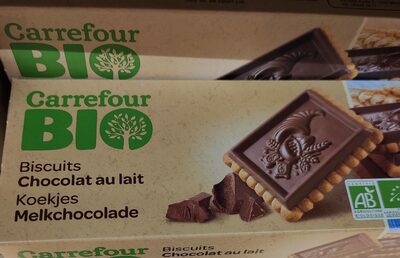 Carrefour
BIO
Carrefour
BIO
Biscuits
Chocolat au lait
Koekjes
Melkchocolade
AB
Carrefour
Biscuits
Chocolat au lait